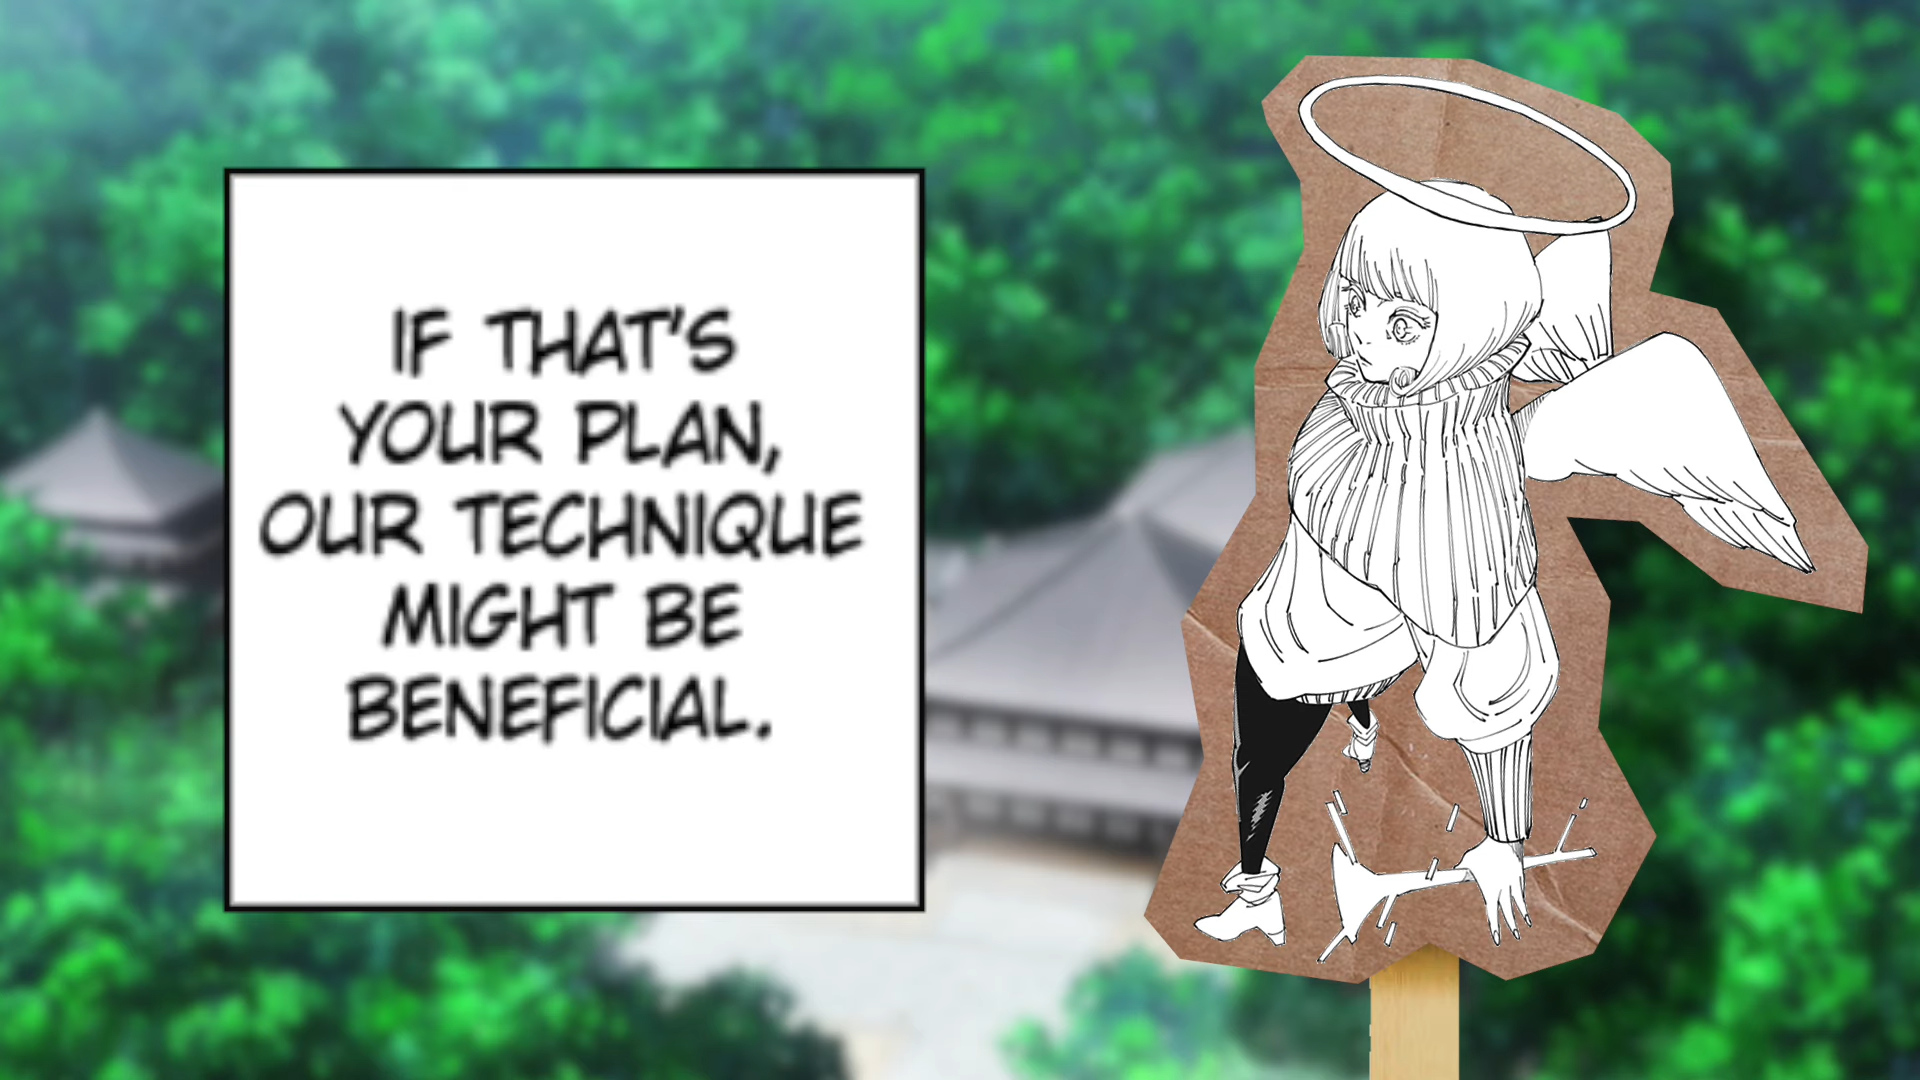 IF THAT'S
YOUR PLAN,
OUR TECHNIQUE
MIGHT BE
BENEFICIAL.